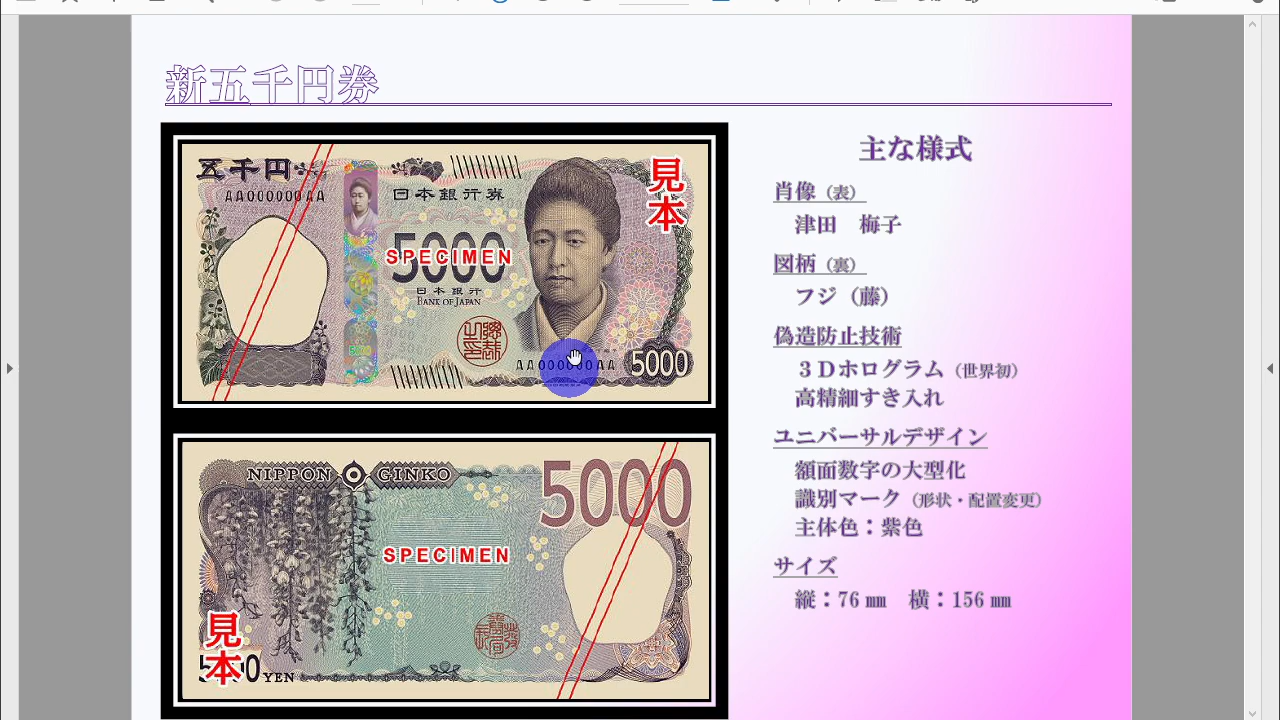 新五千円券
五千円
AA000000AA
日本銀行券
見本
5000
SPECIMEN
日本銀行
BANK OF JAPAN
AA000000AA
5000
NIPPON GINKO
5000
SPECIMEN
見本
YEN
主な様式
肖像（表）
津田　梅子
図柄（裏）
フジ（藤）
偽造防止技術
３Ｄホログラム（世界初）
高精細すき入れ
ユニバーサルデザイン
額面数字の大型化
識別マーク（形状・配置変更）
主体色：紫色
サイズ
縦：76㎜　横：156㎜